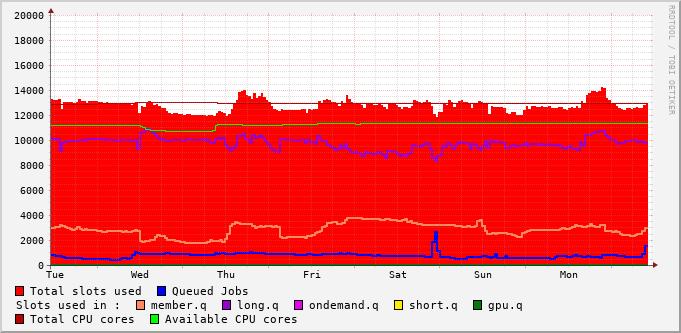 20000
18000
16000
14000
12000
10000
8000
6000
4000
2000
0
Tue Wed Thu Fri Sat Sun Mon
RRDTOOL / TOBI OETIKER
Total slots used Queued Jobs
Slots used in : member.q long.q ondemand.q short.q gpu.q
Total CPU cores Available CPU cores